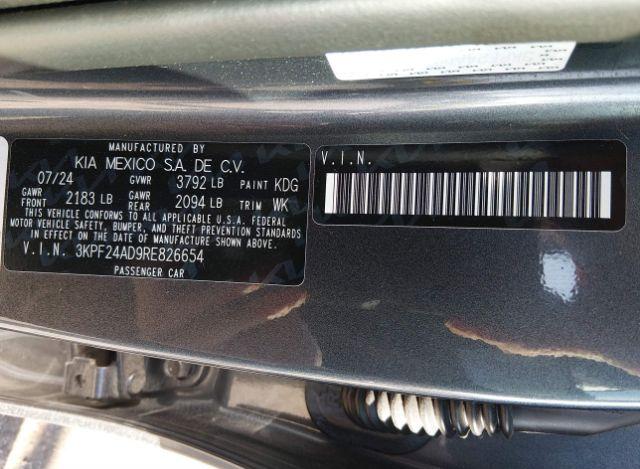 MANUFACTURED BY
KIA MEXICO S.A. DE C.V.
07/24 GVWR 3792 LB PAINT KDG
GAWR FRONT 2183 LB GAWR REAR 2094 LB TRIM WK
THIS VEHICLE CONFORMS TO ALL APPLICABLE U.S.A. FEDERAL
MOTOR VEHICLE SAFETY, BUMPER, AND THEFT PREVENTION STANDARDS
IN EFFECT ON THE DATE OF MANUFACTURE SHOWN ABOVE.
V.I.N. 3KPF24AD9RE826654
PASSENGER CAR
V.I.N.